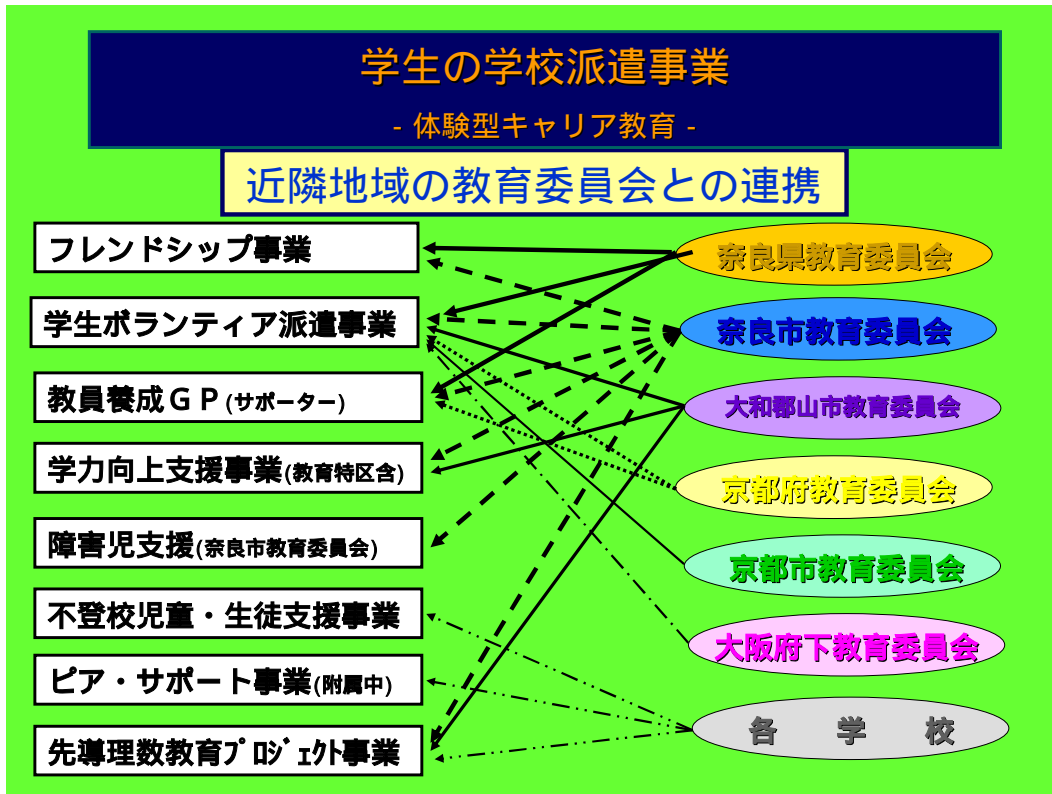 学生の学校派遣事業
- 体験型キャリア教育 -
近隣地域の教育委員会との連携
フレンドシップ事業
学生ボランティア派遣事業
教員養成ＧＰ(サポーター)
学力向上支援事業(教育特区含)
障害児支援(奈良市教育委員会)
不登校児童・生徒支援事業
ピア・サポート事業(附属中)
先導理数教育ﾌﾟﾛｼﾞｪｸﾄ事業
奈良県教育委員会
奈良市教育委員会
大和郡山市教育委員会
京都府教育委員会
京都市教育委員会
大阪府下教育委員会
各　学　校